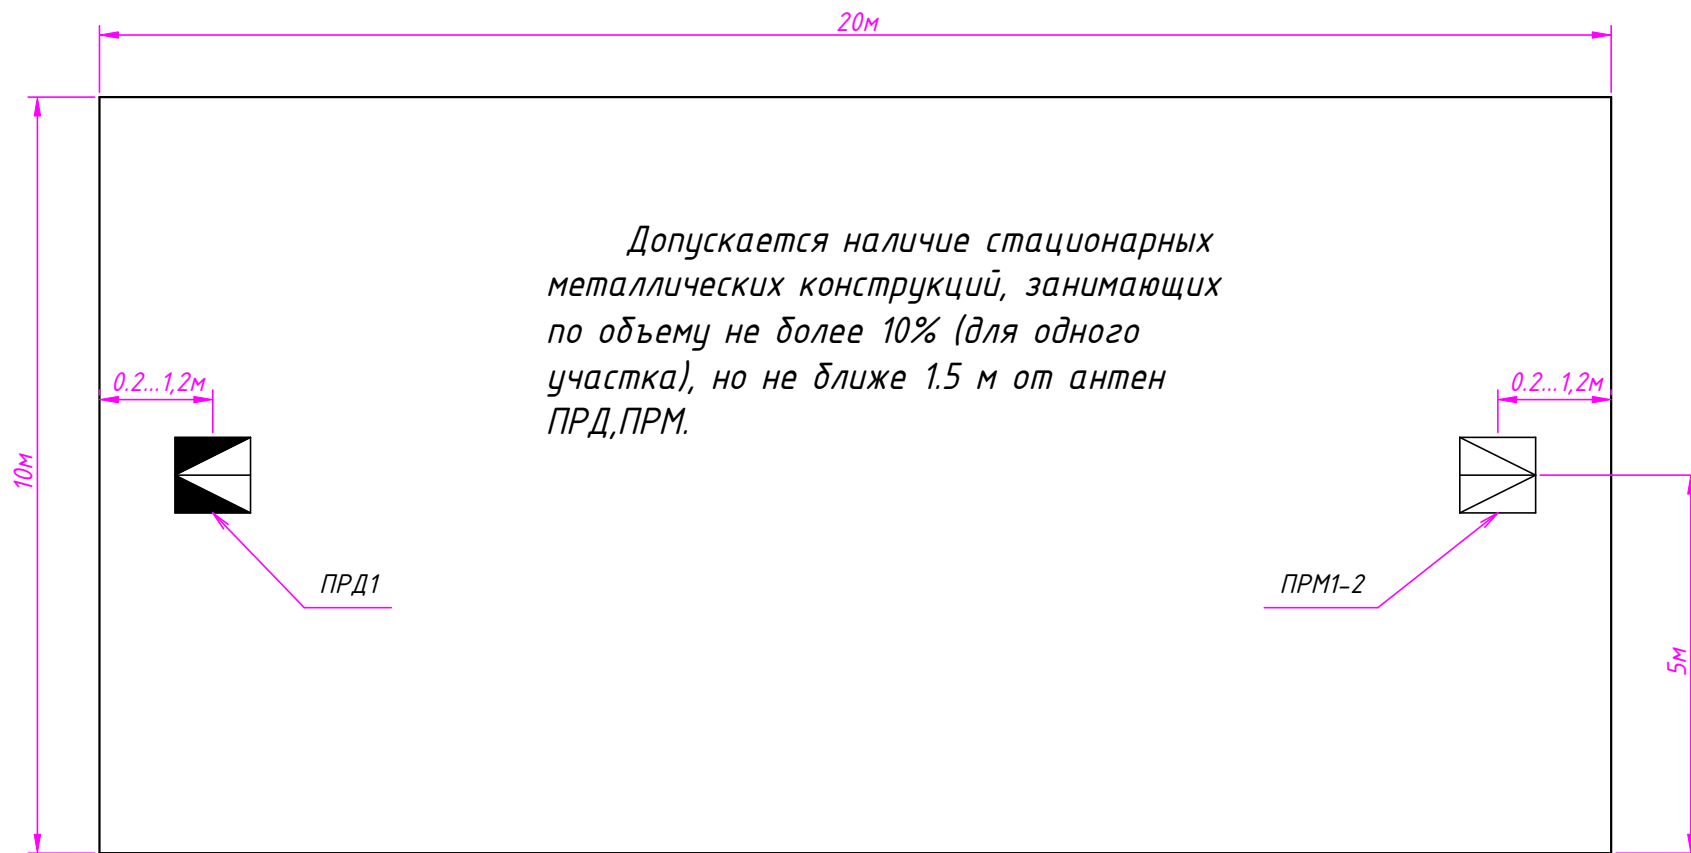 20м
Допускается наличие стационарных
металлических конструкций, занимающих
по объему не более 10% (для одного
участка), но не ближе 1.5 м от антен
ПРД,ПРМ.
0.2...1,2м
0.2...1,2м
10м
ПРД1
ПРМ1-2
5м